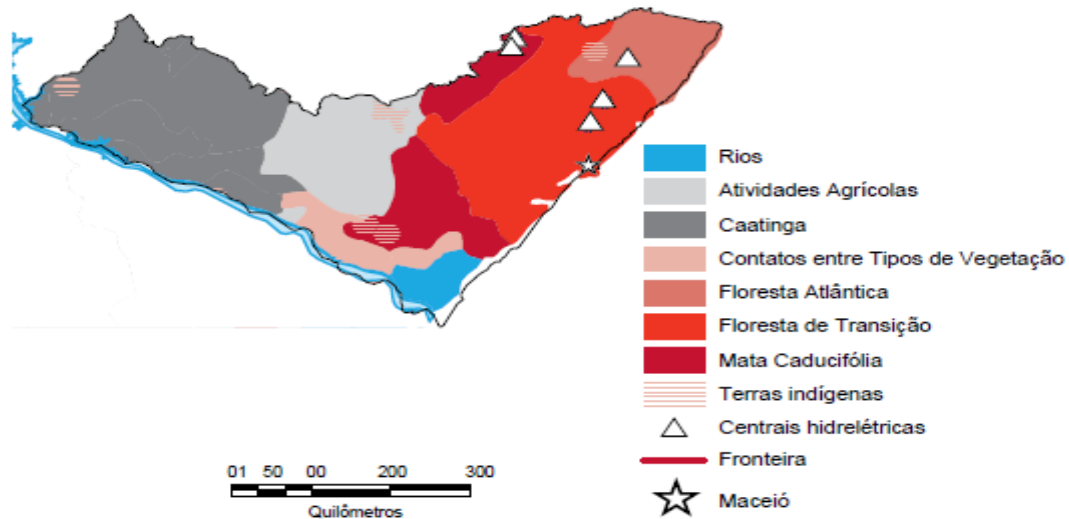 Rios
Atividades Agrícolas
Caatinga
Contatos entre Tipos de Vegetação
Floresta Atlântica
Floresta de Transição
Mata Caducifólia
Terras indígenas
Centrais hidrelétricas
Fronteira
Maceió
01 50 00 200 300
Quilômetros